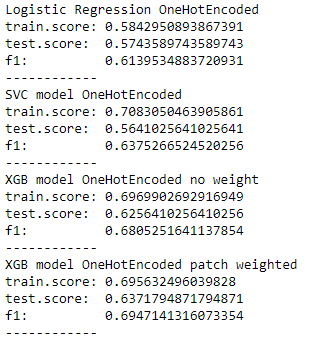 Logistic Regression OneHotEncoded
train.score: 0.5842950893867391
test.score:  0.5743589743589743
f1:          0.6139534883720931
------------
SVC model OneHotEncoded
train.score: 0.7083050463905861
test.score:  0.5641025641025641
f1:          0.6375266524520256
------------
XGB model OneHotEncoded no weight
train.score: 0.6969902692916949
test.score:  0.6256410256410256
f1:          0.6805251641137854
------------
XGB model OneHotEncoded patch weighted
train.score: 0.695632496039828
test.score:  0.6371794871794871
f1:          0.6947141316073354
------------